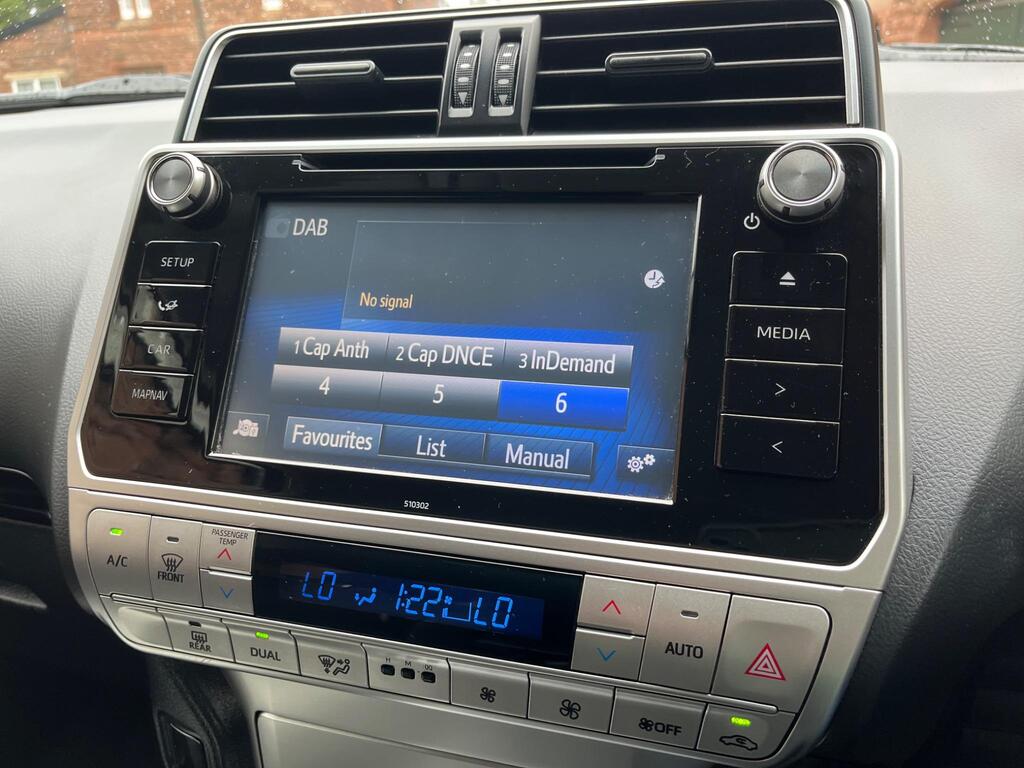 DAB
No signal
1 Cap Anth 2 Cap DNCE 3 InDemand
4 5 6
Favourites List Manual
SETUP
CAR
MAPNAV
MEDIA
>
<
510302
A/C
FRONT
PASSENGER
TEMP
LO 1:22 LO
REAR
DUAL
H M :00
AUTO
OFF